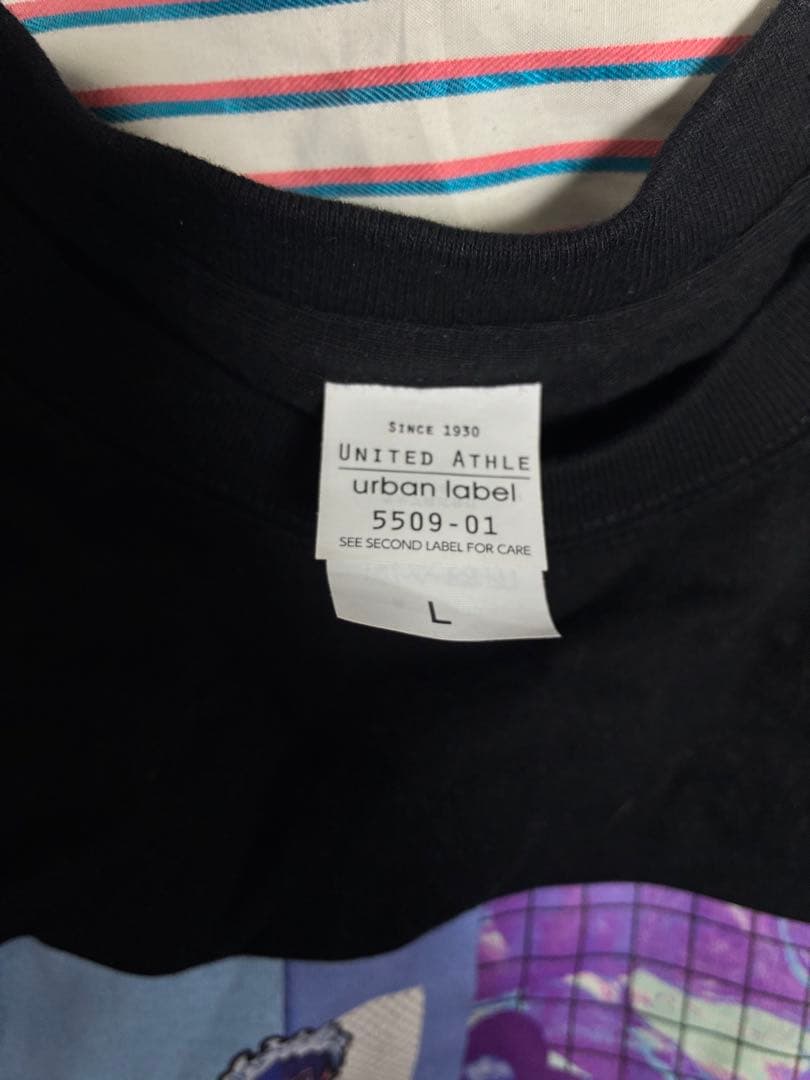 SINCE 1930
UNITED ATHLE
urban label
5509-01
SEE SECOND LABEL FOR CARE
L